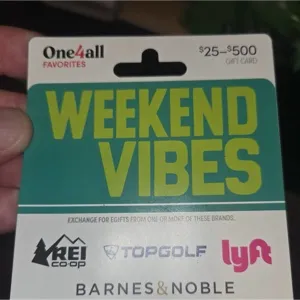 One4all
FAVORITES
$25–$500
GIFT CARD
WEEKEND
VIBES
EXCHANGE FOR EGIFTS FROM ONE OR MORE OF THESE BRANDS.
REI
co·op
TOPGOLF
lyft
BARNES&NOBLE